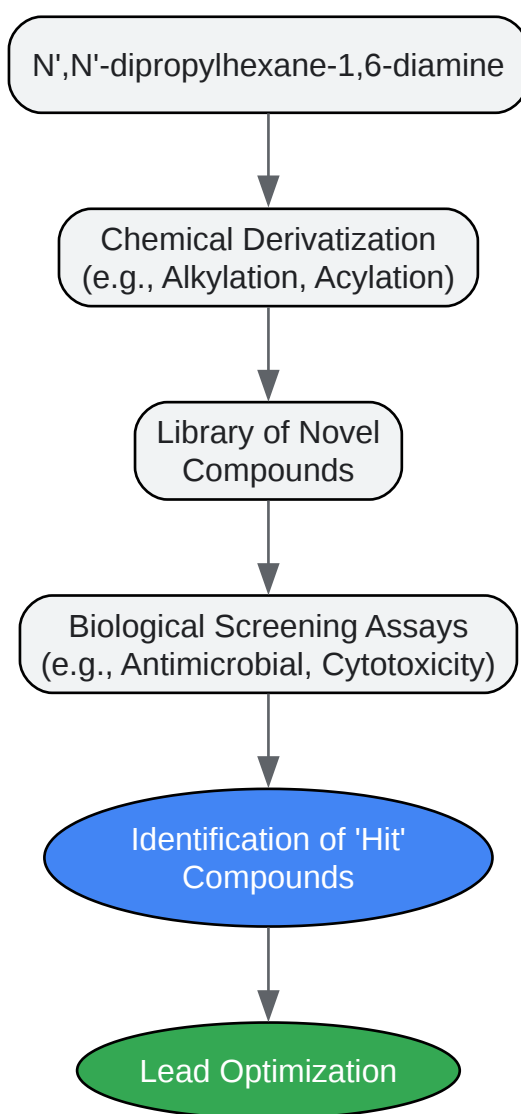 N',N'-dipropylhexane-1,6-diamine
Chemical Derivatization
(e.g., Alkylation, Acylation)
Library of Novel
Compounds
Biological Screening Assays
(e.g., Antimicrobial, Cytotoxicity)
Identification of 'Hit'
Compounds
Lead Optimization